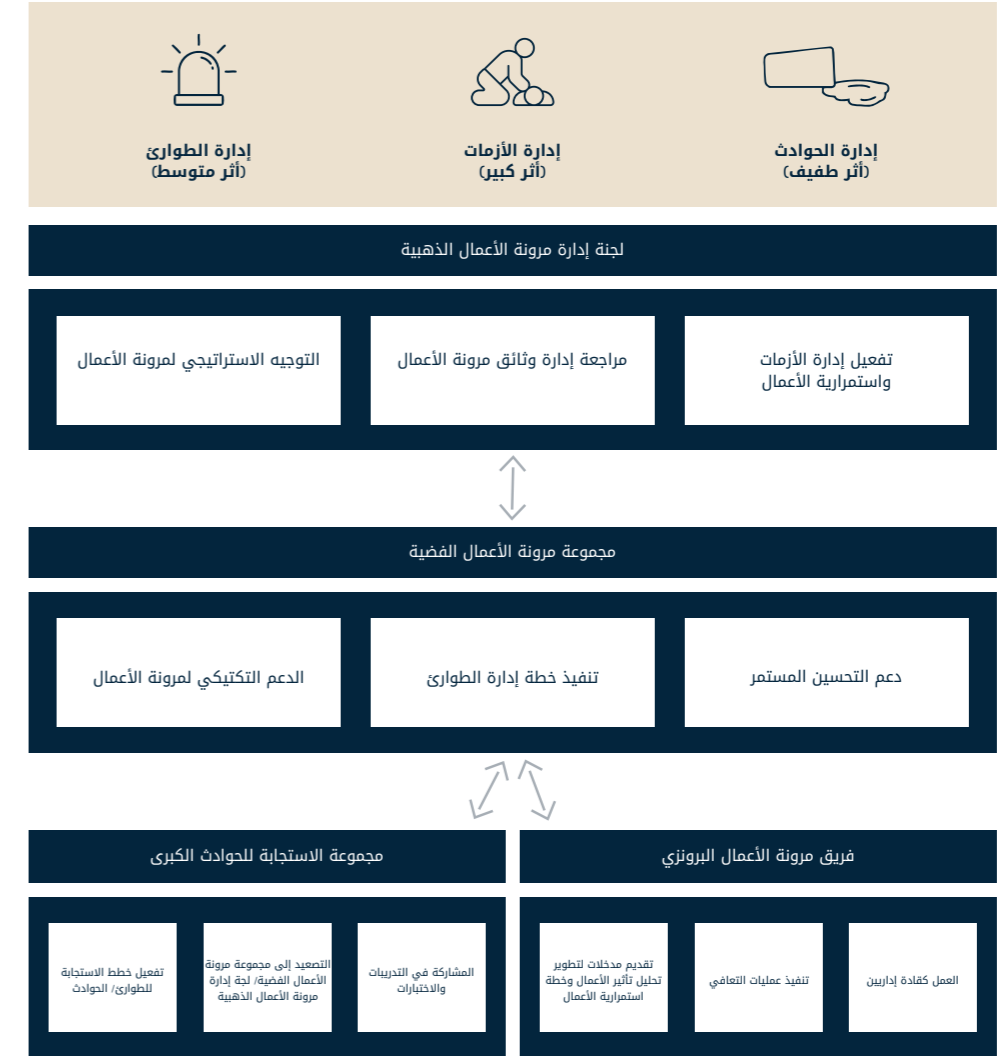 إدارة الحوادث
(أثر طفيف)
إدارة الأزمات
(أثر كبير)
إدارة الطوارئ
(أثر متوسط)
لجنة إدارة مرونة الأعمال الذهبية
تفعيل إدارة الأزمات
واستمرارية الأعمال
مراجعة إدارة وثائق مرونة الأعمال
التوجيه الاستراتيجي لمرونة الأعمال
مجموعة مرونة الأعمال الفضية
دعم التحسين المستمر
تنفيذ خطة إدارة الطوارئ
الدعم التكتيكي لمرونة الأعمال
فريق مرونة الأعمال البرونزي
العمل كقادة إداريين
تنفيذ عمليات التعافي
تقديم مدخلات لتطوير
تحليل تأثير الأعمال وخطة
استمرارية الأعمال
مجموعة الاستجابة للحوادث الكبرى
المشاركة في التدريبات
والاختبارات
التصعيد إلى مجموعة مرونة
الأعمال الفضية/ لجة إدارة
مرونة الأعمال الذهبية
تفعيل خطط الاستجابة
للطوارئ/ الحوادث